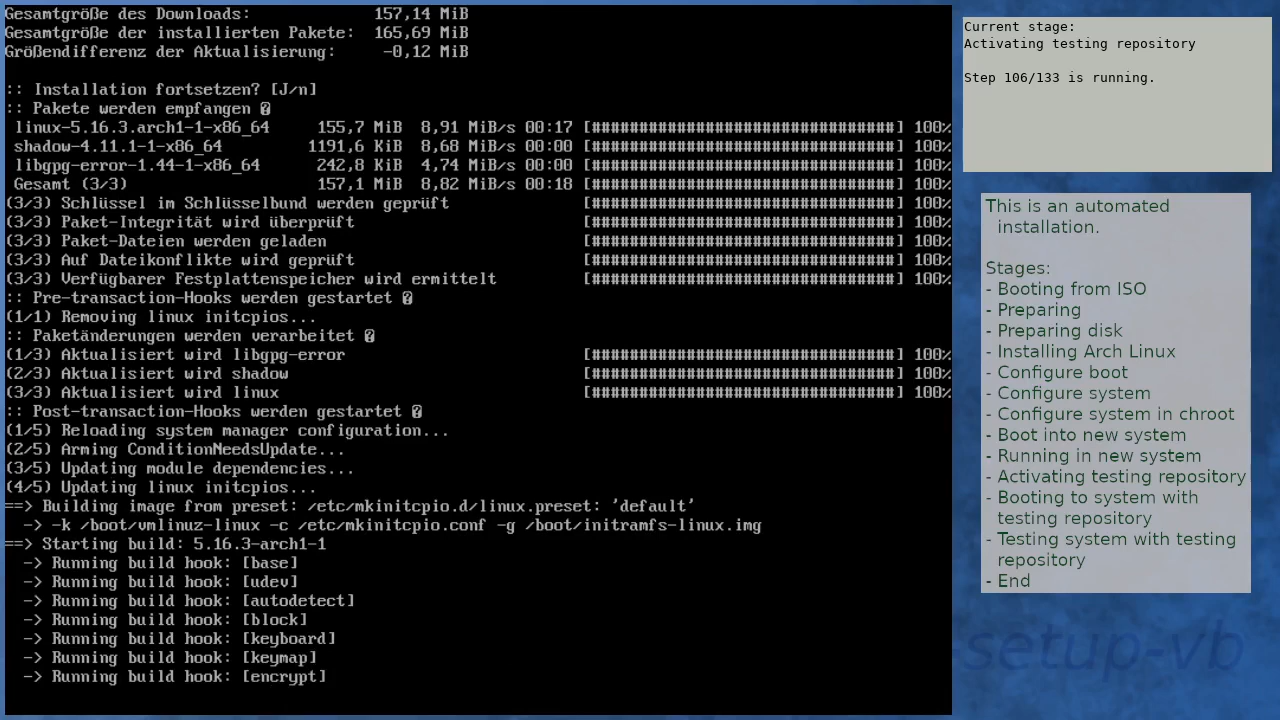 Gesamtgröße des Downloads:             157,14 MiB
Gesamtgröße der installierten Pakete:  165,69 MiB
Größendifferenz der Aktualisierung:     -0,12 MiB
:: Installation fortsetzen? [J/n]
:: Pakete werden empfangen �
linux-5.16.3.arch1-1-x86_64     155,7 MiB  8,91 MiB/s 00:17 [################################] 100%
shadow-4.11.1-1-x86_64         1191,6 KiB  8,68 MiB/s 00:00 [################################] 100%
libgpg-error-1.44-1-x86_64      242,8 KiB  4,74 MiB/s 00:00 [################################] 100%
Gesamt (3/3)                    157,1 MiB  8,82 MiB/s 00:18 [################################] 100%
(3/3) Schlüssel im Schlüsselbund werden geprüft              [################################] 100%
(3/3) Paket-Integrität wird überprüft                        [################################] 100%
(3/3) Paket-Dateien werden geladen                           [################################] 100%
(3/3) Auf Dateikonflikte wird geprüft                        [################################] 100%
(3/3) Verfügbarer Festplattenspeicher wird ermittelt         [################################] 100%
:: Pre-transaction-Hooks werden gestartet �
(1/1) Removing linux initcpios...
:: Paketänderungen werden verarbeitet �
(1/3) Aktualisiert wird libgpg-error                         [################################] 100%
(2/3) Aktualisiert wird shadow                               [################################] 100%
(3/3) Aktualisiert wird linux                                [################################] 100%
:: Post-transaction-Hooks werden gestartet �
(1/5) Reloading system manager configuration...
(2/5) Arming ConditionNeedsUpdate...
(3/5) Updating module dependencies...
(4/5) Updating linux initcpios...
==> Building image from preset: /etc/mkinitcpio.d/linux.preset: 'default'
-> -k /boot/vmlinuz-linux -c /etc/mkinitcpio.conf -g /boot/initramfs-linux.img
==> Starting build: 5.16.3-arch1-1
-> Running build hook: [base]
-> Running build hook: [udev]
-> Running build hook: [autodetect]
-> Running build hook: [block]
-> Running build hook: [keyboard]
-> Running build hook: [keymap]
-> Running build hook: [encrypt]
Current stage:
Activating testing repository
Step 106/133 is running.
This is an automated
installation.
Stages:
- Booting from ISO
- Preparing
- Preparing disk
- Installing Arch Linux
- Configure boot
- Configure system
- Configure system in chroot
- Boot into new system
- Running in new system
- Activating testing repository
- Booting to system with
testing repository
- Testing system with testing
repository
- End
-setup-vb